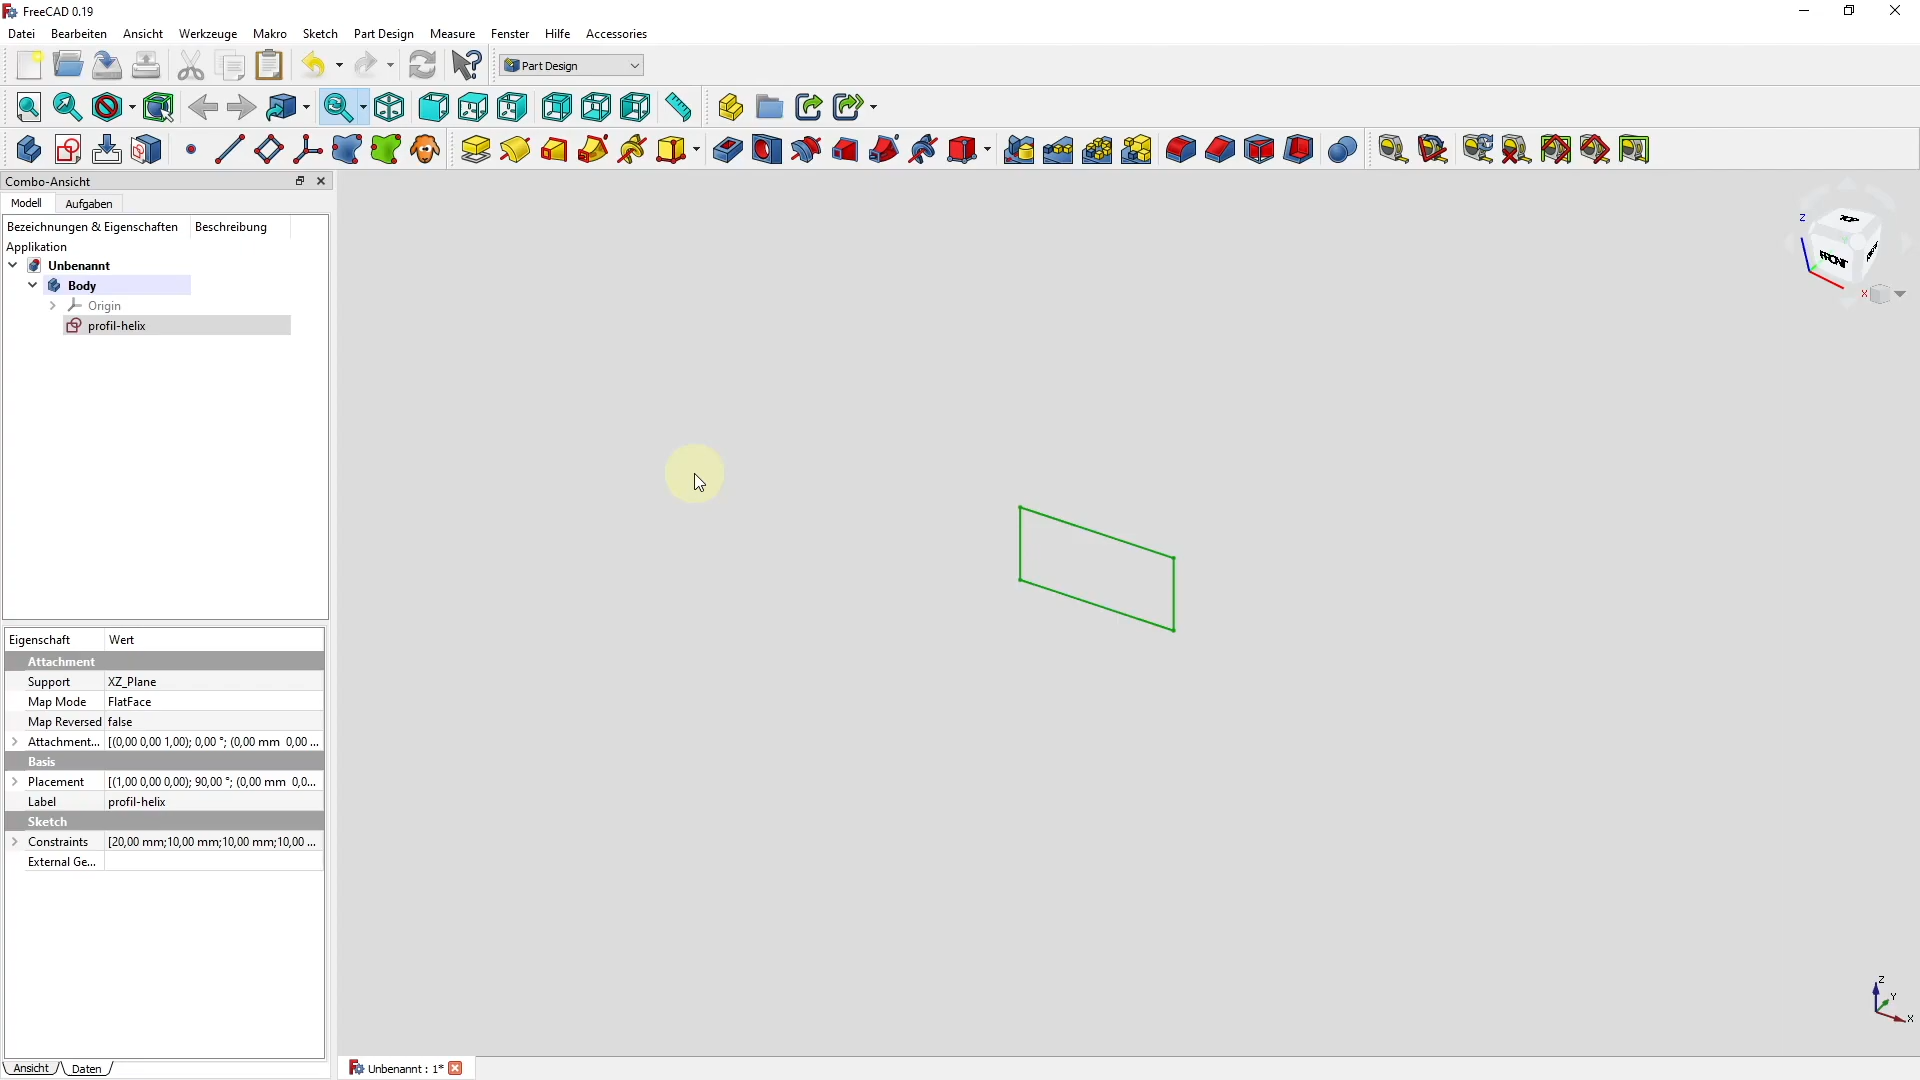 FreeCAD 0.19
Datei Bearbeiten Ansicht Werkzeuge Makro Sketch Part Design Measure Fenster Hilfe Accessories
Part Design
Combo-Ansicht
Modell Aufgaben
Bezeichnungen & Eigenschaften Beschreibung
Applikation
Unbenannt
Body
Origin
profil-helix
TOP
FRONT
Z
X
Eigenschaft Wert
Attachment
Support XZ_Plane
Map Mode FlatFace
Map Reversed false
Attachment... [(0,00 0,00 1,00); 0,00 °; (0,00 mm 0,00 ...
Basis
Placement [(1,00 0,00 0,00); 90,00 °; (0,00 mm 0,0...
Label profil-helix
Sketch
Constraints [20,00 mm;10,00 mm;10,00 mm;10,00 ...
External Ge...
Z
Y
X
Ansicht Daten
Unbenannt : 1*